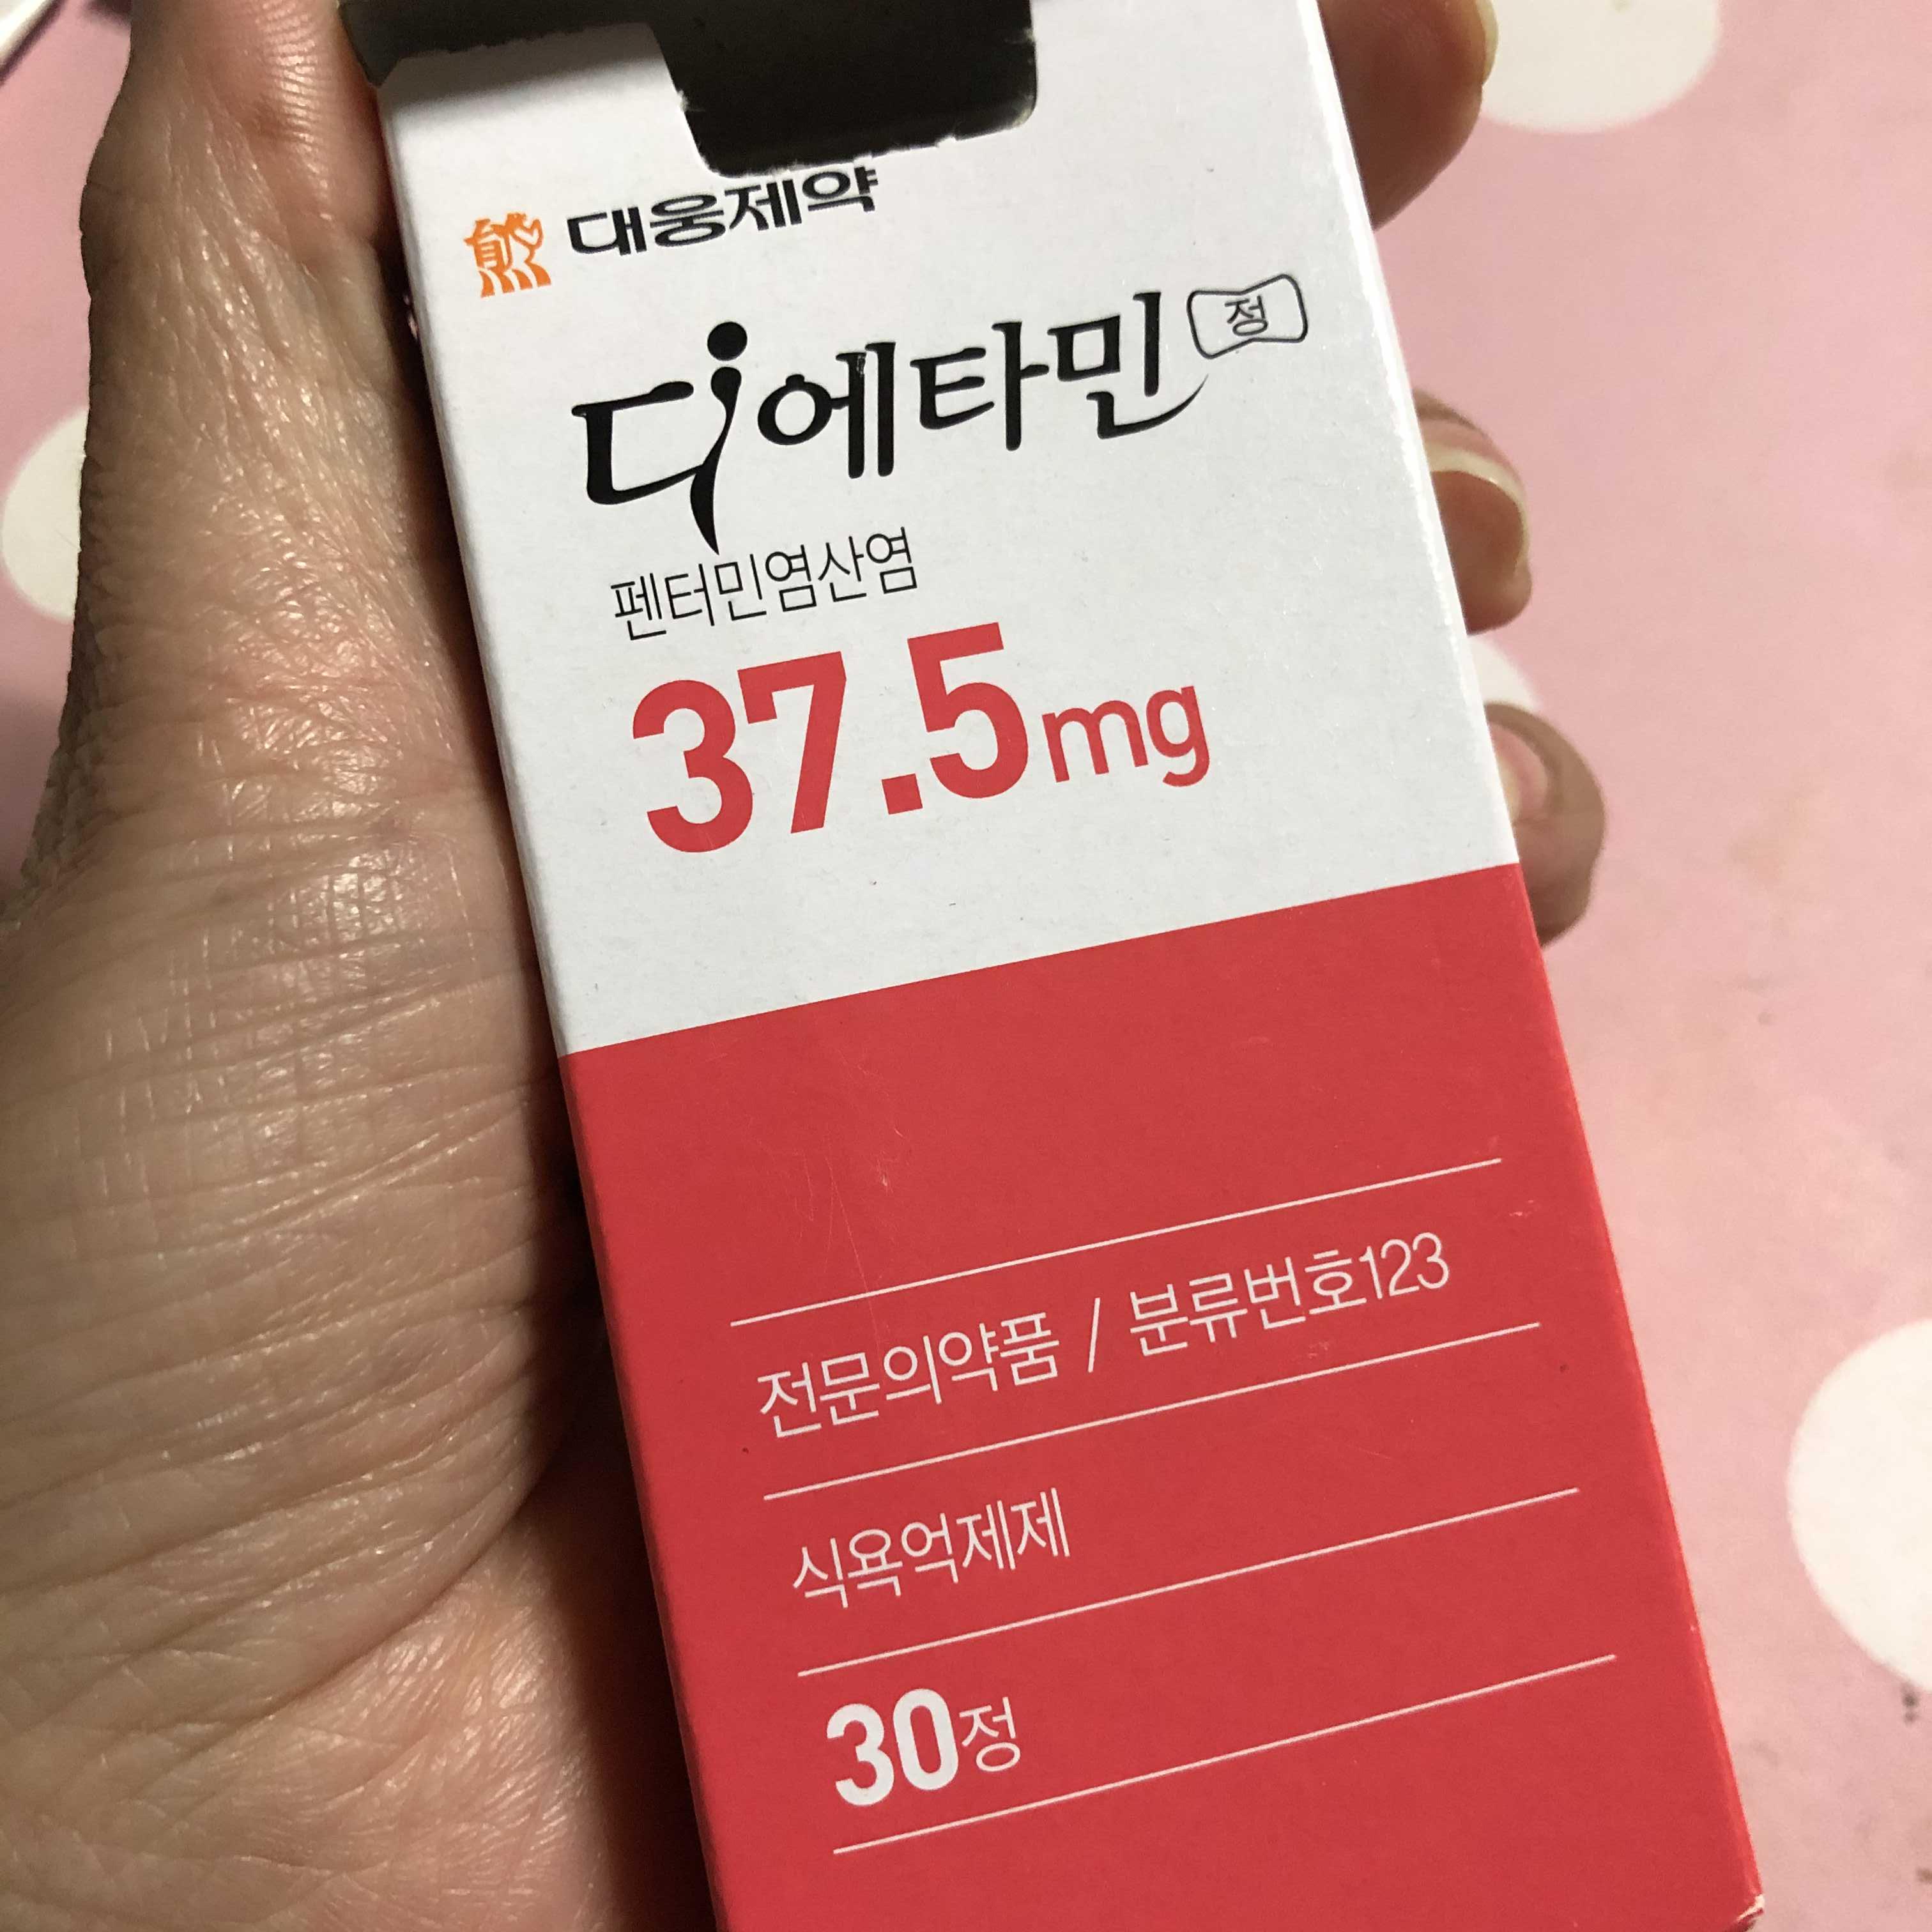 대웅제약
디에타민 정
펜터민염산염
37.5mg
전문의약품 / 분류번호123
식욕억제제
30정